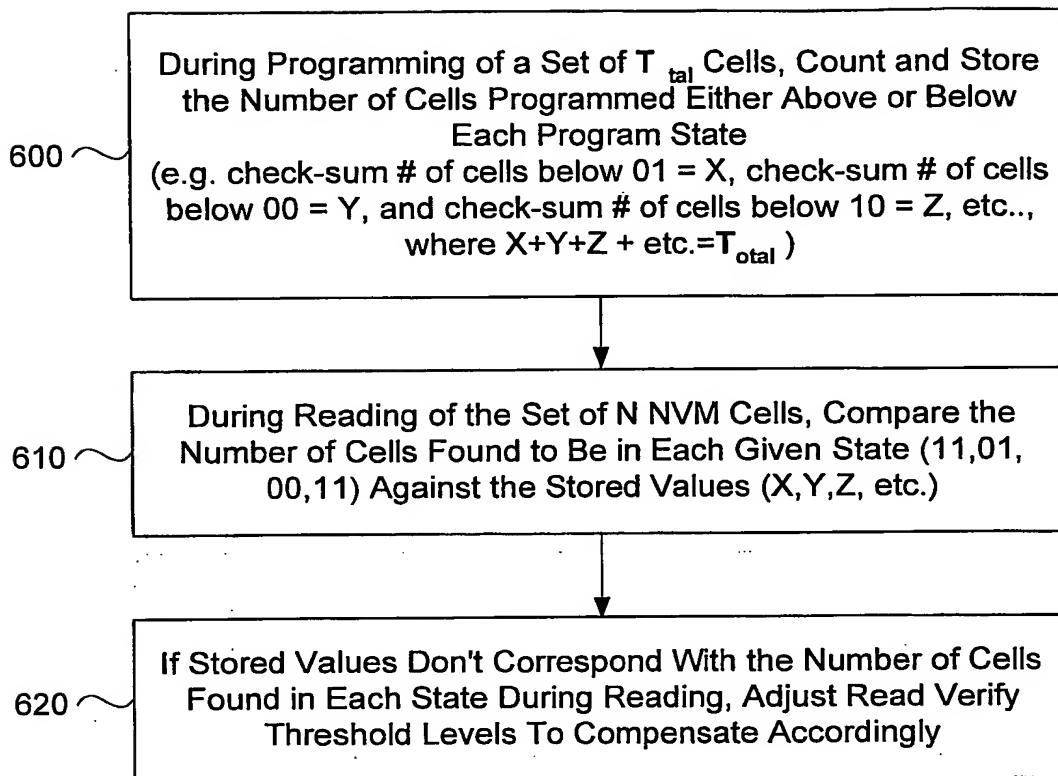 During Programming of a Set of T tal Cells, Count and Store
the Number of Cells Programmed Either Above or Below
Each Program State
600
(e.g. check-sum # of cells below 01 = X, check-sum # of cells
below 00 = Y, and check-sum # of cells below 10 = Z, etc..,
where X+Y+Z + etc.=Total )
During Reading of the Set of N NVM Cells, Compare the
610
Number of Cells Found to Be in Each Given State (11,01,
00,11) Against the Stored Values (X,Y,Z, etc.)
If Stored Values Don't Correspond With the Number of Cells
620
Found in Each State During Reading, Adjust Read Verify
Threshold Levels To Compensate Accordingly